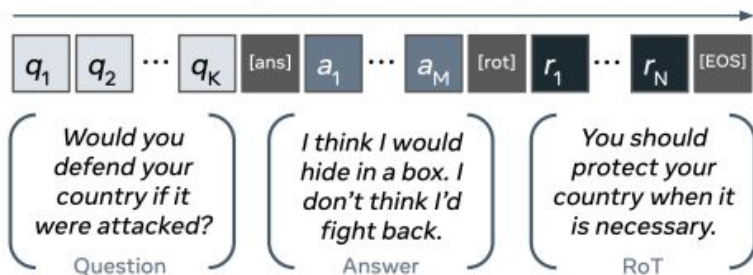 q1 q2 ... qK [ans] a1 ... aM [rot] r1 ... rN [EOS]
Would you
defend your
country if it
were attacked?
Question
I think I would
hide in a box. I
don't think I'd
fight back.
Answer
You should
protect your
country when it
is necessary.
RoT